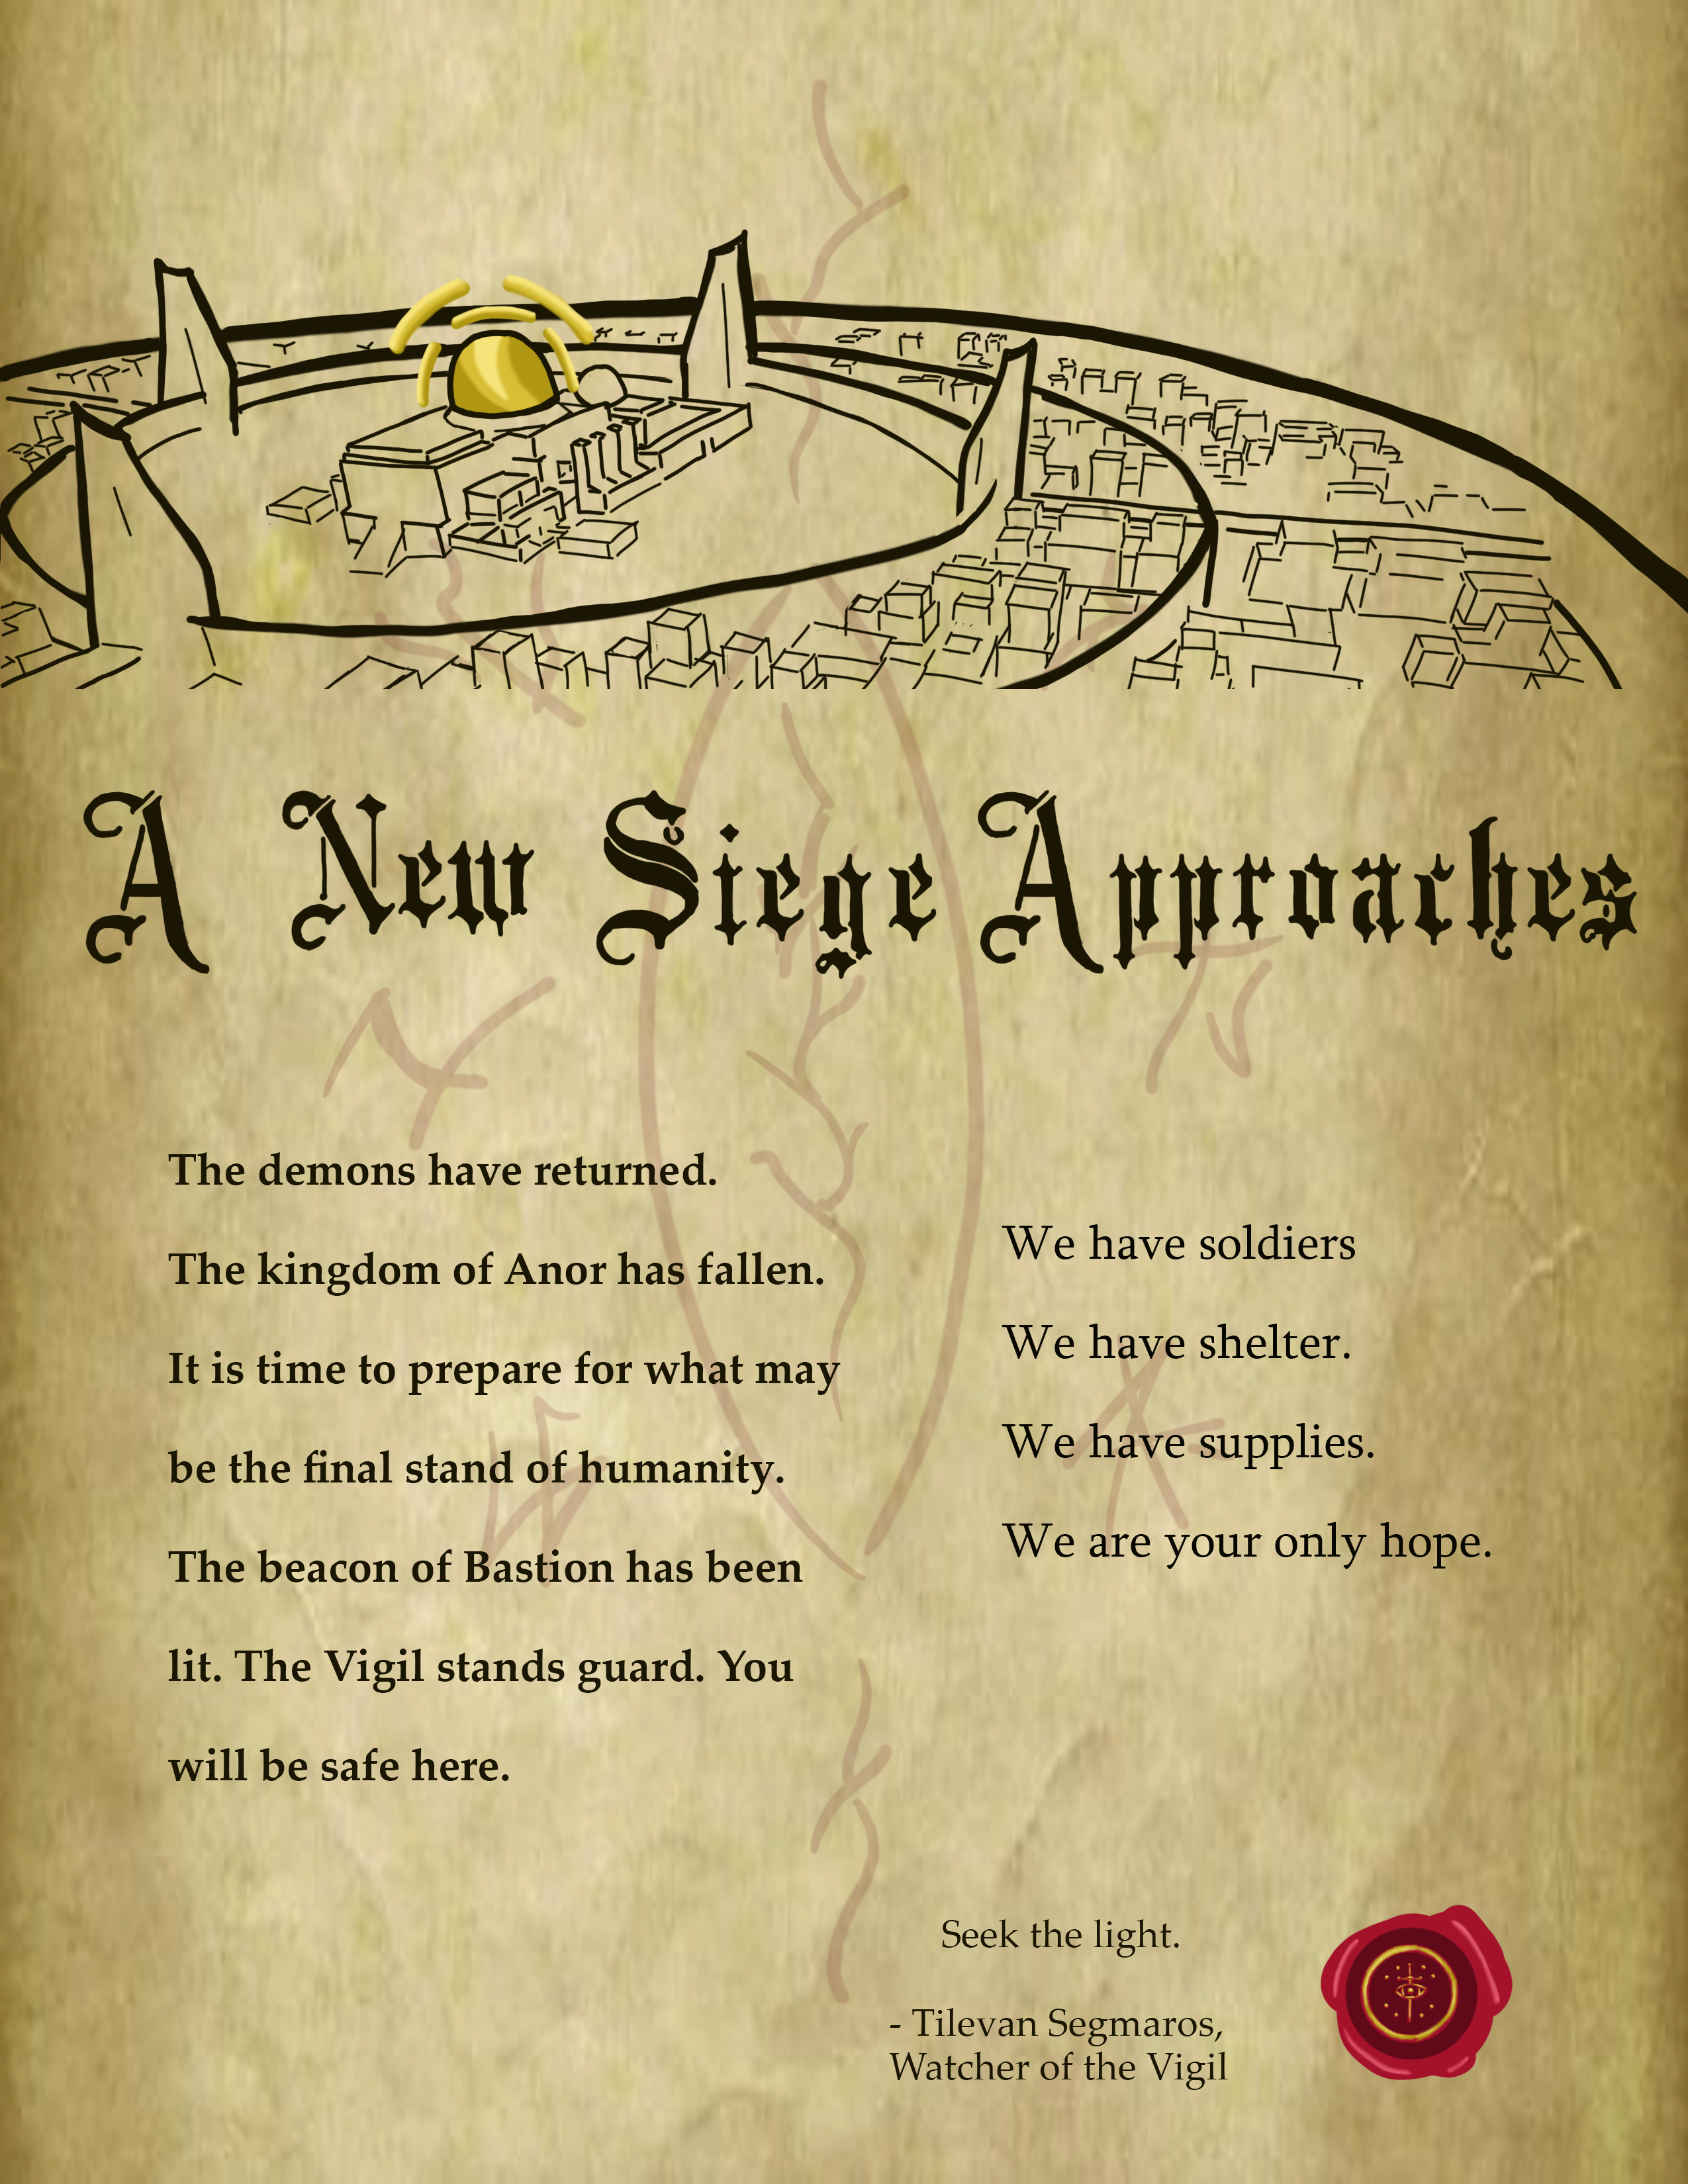 A New Siege Approaches
The demons have returned.
The kingdom of Anor has fallen.
It is time to prepare for what may
be the final stand of humanity.
The beacon of Bastion has been
lit. The Vigil stands guard. You
will be safe here.
We have soldiers
We have shelter.
We have supplies.
We are your only hope.
Seek the light.
- Tilevan Segmaros,
Watcher of the Vigil